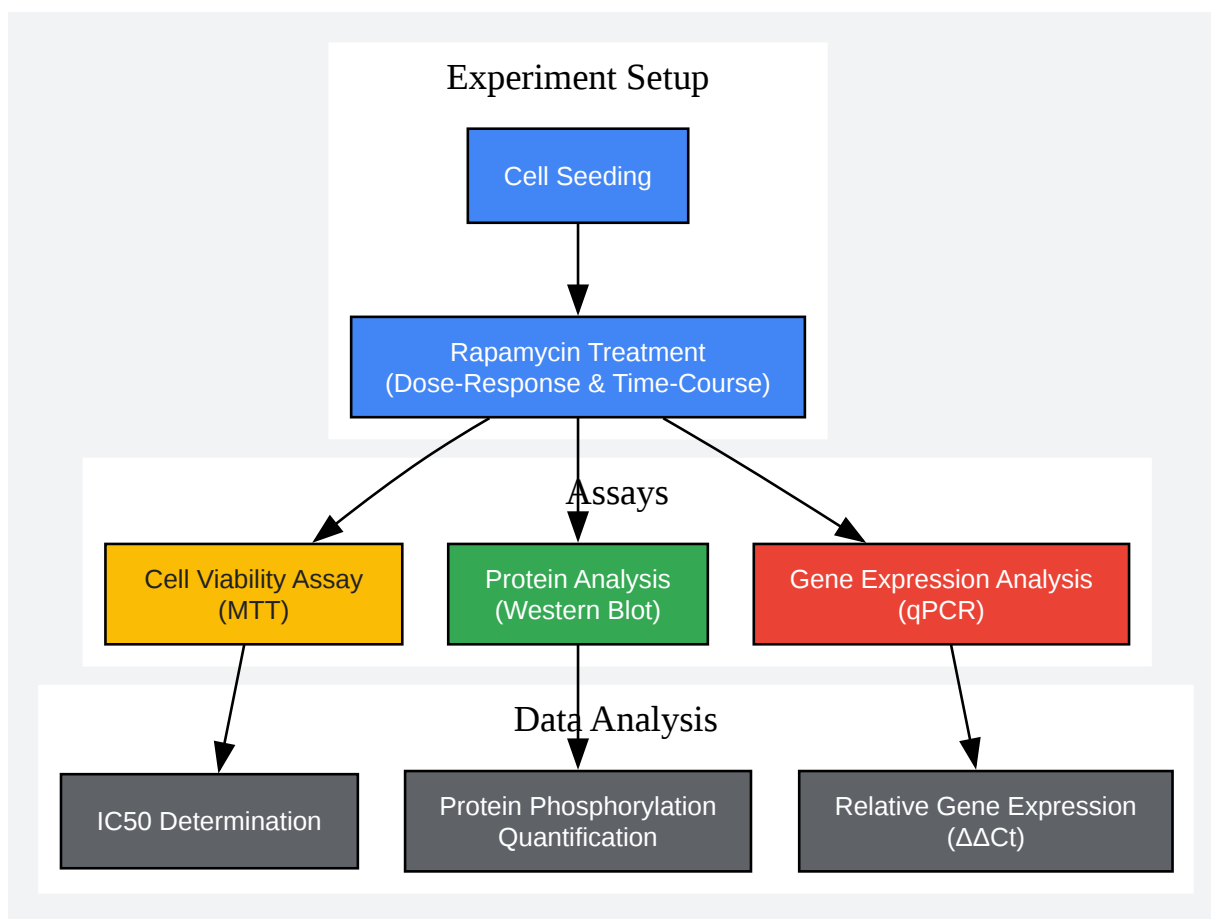 Experiment Setup
Cell Seeding
Rapamycin Treatment
(Dose-Response & Time-Course)
Assays
Cell Viability Assay
(MTT)
Protein Analysis
(Western Blot)
Gene Expression Analysis
(qPCR)
Data Analysis
IC50 Determination
Protein Phosphorylation
Quantification
Relative Gene Expression
(ΔΔCt)